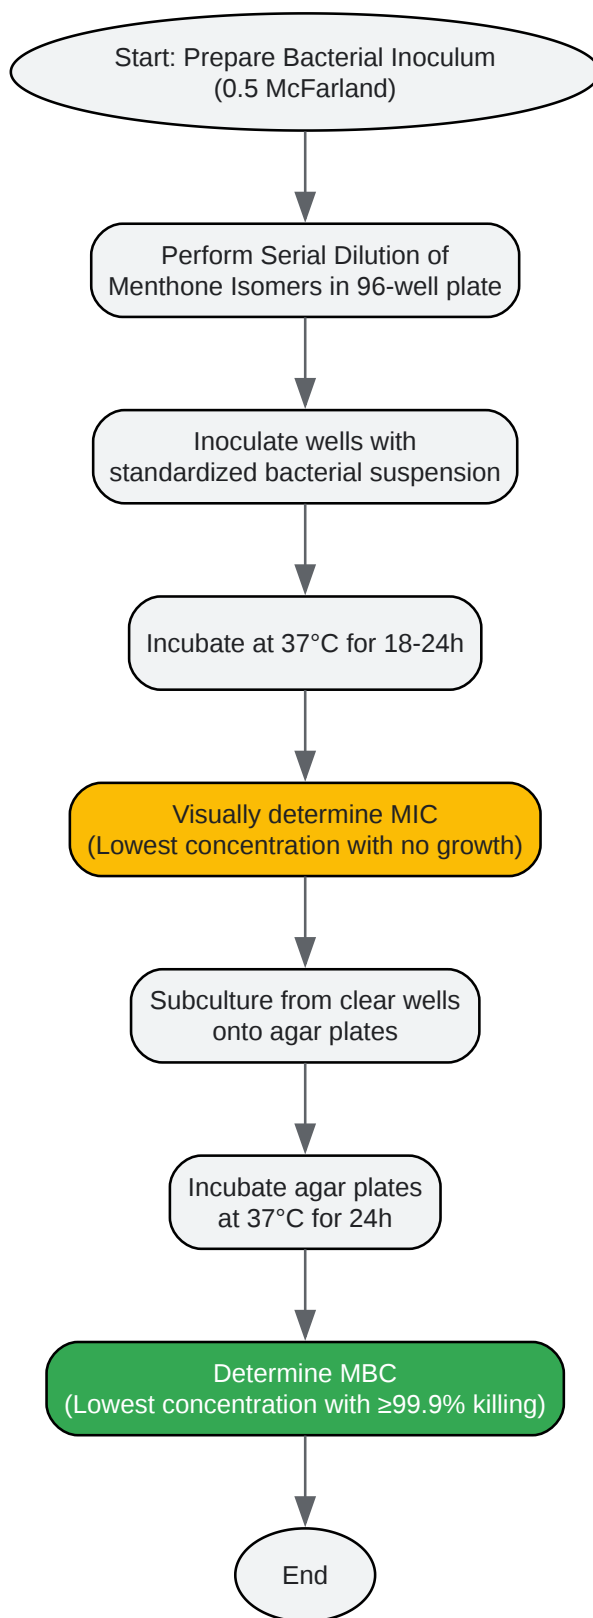 Start: Prepare Bacterial Inoculum
(0.5 McFarland)
Perform Serial Dilution of
Menthone Isomers in 96-well plate
Inoculate wells with
standardized bacterial suspension
Incubate at 37°C for 18-24h
Visually determine MIC
(Lowest concentration with no growth)
Subculture from clear wells
onto agar plates
Incubate agar plates
at 37°C for 24h
Determine MBC
(Lowest concentration with ≥99.9% killing)
End